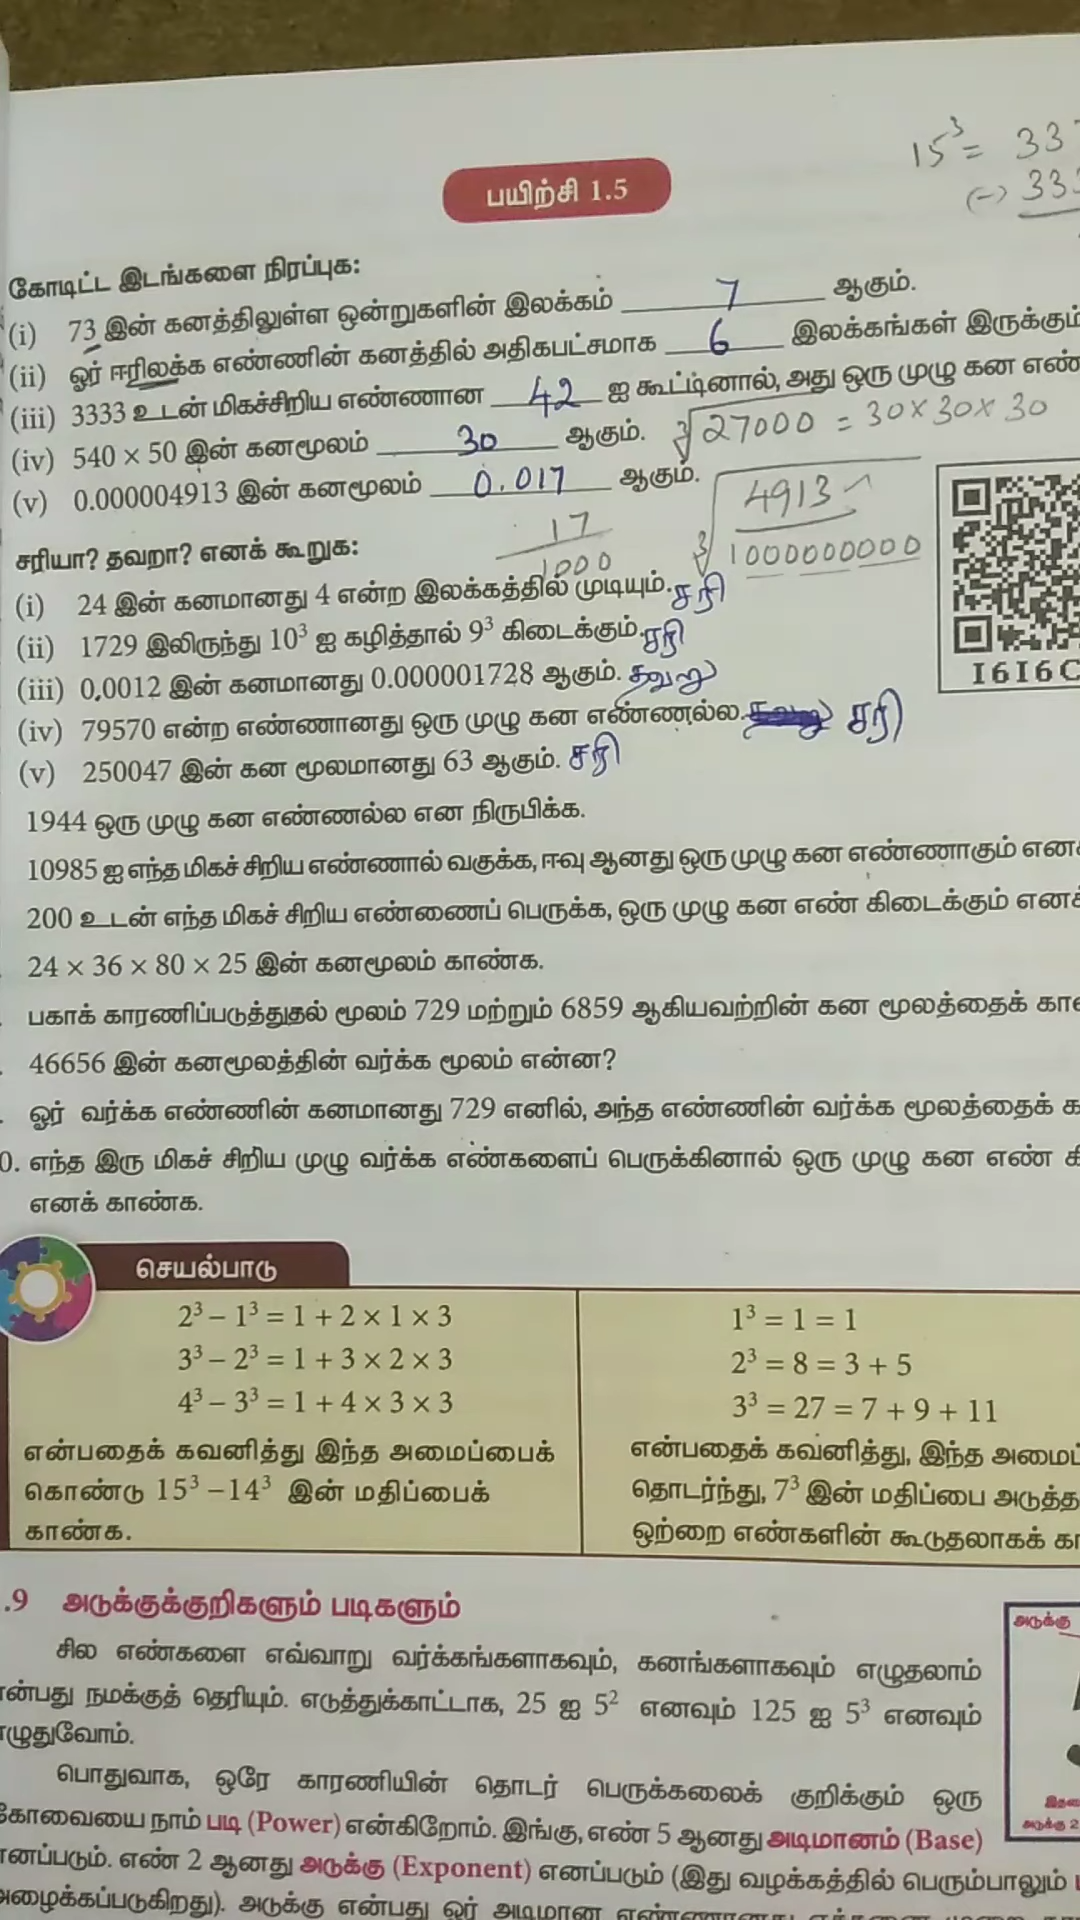 15³ = 33
(-) 33
பயிற்சி 1.5
கோடிட்ட இடங்களை நிரப்புக:
(i) 73 இன் கனத்திலுள்ள ஒன்றுகளின் இலக்கம் 7 ஆகும்.
(ii) ஓர் ஈரிலக்க எண்ணின் கனத்தில் அதிகபட்சமாக 6 இலக்கங்கள் இருக்கும்
(iii) 3333 உடன் மிகச்சிறிய எண்ணான 42 ஐ கூட்டினால், அது ஒரு முழு கன எண்
(iv) 540 × 50 இன் கனமூலம் 30 ஆகும். ∛27000 = 30×30×30
(v) 0.000004913 இன் கனமூலம் 0.017 ஆகும்.
17/1000 ∛4913/1000000000
சரியா? தவறா? எனக் கூறுக:
(i) 24 இன் கனமானது 4 என்ற இலக்கத்தில் முடியும். சரி
(ii) 1729 இலிருந்து 10³ ஐ கழித்தால் 9³ கிடைக்கும். சரி
(iii) 0.0012 இன் கனமானது 0.000001728 ஆகும். தவறு
(iv) 79570 என்ற எண்ணானது ஒரு முழு கன எண்ணல்ல. சரி
(v) 250047 இன் கன மூலமானது 63 ஆகும். சரி
I6I6C
1944 ஒரு முழு கன எண்ணல்ல என நிருபிக்க.
10985 ஐ எந்த மிகச் சிறிய எண்ணால் வகுக்க, ஈவு ஆனது ஒரு முழு கன எண்ணாகும்
200 உடன் எந்த மிகச் சிறிய எண்ணைப் பெருக்க, ஒரு முழு கன எண் கிடைக்கும்
24 × 36 × 80 × 25 இன் கனமூலம் காண்க.
பகாக் காரணிப்படுத்துதல் மூலம் 729 மற்றும் 6859 ஆகியவற்றின் கன மூலத்தைக்
46656 இன் கனமூலத்தின் வர்க்க மூலம் என்ன?
ஓர் வர்க்க எண்ணின் கனமானது 729 எனில், அந்த எண்ணின் வர்க்க மூலத்தைக்
0. எந்த இரு மிகச் சிறிய முழு வர்க்க எண்களைப் பெருக்கினால் ஒரு முழு கன எண்
எனக் காண்க.
செயல்பாடு
2³ – 1³ = 1 + 2 × 1 × 3
3³ – 2³ = 1 + 3 × 2 × 3
4³ – 3³ = 1 + 4 × 3 × 3
என்பதைக் கவனித்து இந்த அமைப்பைக்
கொண்டு 15³ –14³ இன் மதிப்பைக்
காண்க.
1³ = 1 = 1
2³ = 8 = 3 + 5
3³ = 27 = 7 + 9 + 11
என்பதைக் கவனித்து, இந்த
தொடர்ந்து, 7³ இன் மதிப்பை
ஒற்றை எண்களின் கூடுதலாகக்
.9 அடுக்குக்குறிகளும் படிகளும்
சில எண்களை எவ்வாறு வர்க்கங்களாகவும், கனங்களாகவும் எழுதலாம்
என்பது நமக்குத் தெரியும். எடுத்துக்காட்டாக, 25 ஐ 5² எனவும் 125 ஐ 5³ எனவும்
எழுதுவோம்.
பொதுவாக, ஒரே காரணியின் தொடர் பெருக்கலைக் குறிக்கும் ஒரு
கோவையை நாம் படி (Power) என்கிறோம். இங்கு, எண் 5 ஆனது அடிமானம் (Base)
எனப்படும். எண் 2 ஆனது அடுக்கு (Exponent) எனப்படும் (இது வழக்கத்தில் பெரும்பாலும்
அழைக்கப்படுகிறது). அடுக்கு என்பது ஓர் அடிமான
அடுக்கு
அடுக்கு 2